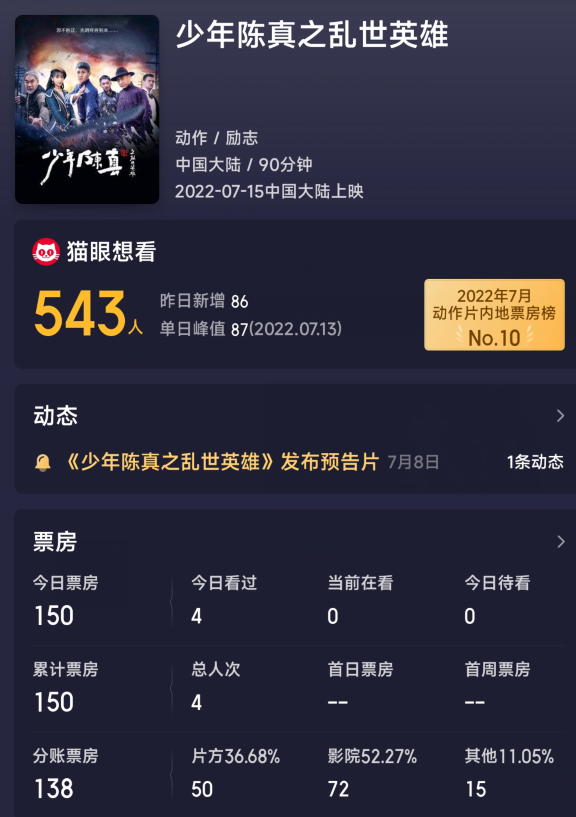 少年陈真之乱世英雄
少年陈真
动作 / 励志
中国大陆 / 90分钟
2022-07-15中国大陆上映
猫眼想看
543人
昨日新增 86
单日峰值 87(2022.07.13)
2022年7月
动作片内地票房榜
No.10
动态
《少年陈真之乱世英雄》发布预告片 7月8日 1条动态
票房
今日票房 今日看过 当前在看 今日待看
150 4 0 0
累计票房 总人次 首日票房 首周票房
150 4 -- --
分账票房 片方36.68% 影院52.27% 其他11.05%
138 50 72 15